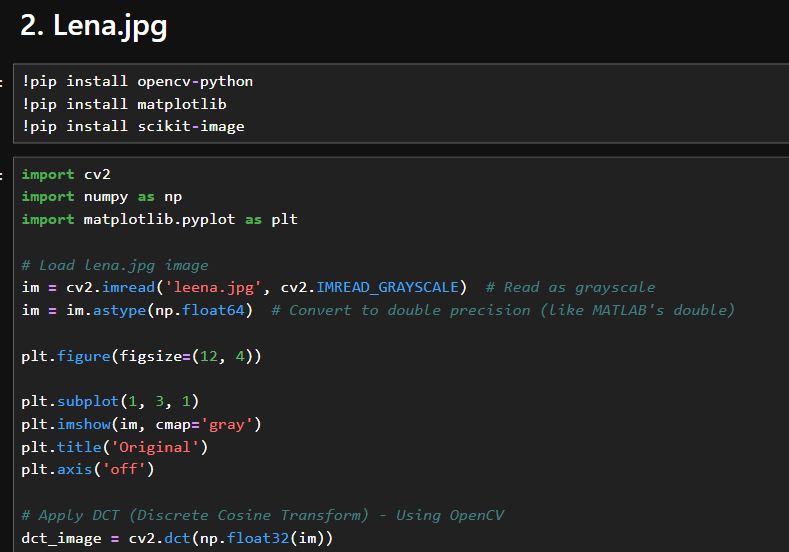 2. Lena.jpg
!pip install opencv-python
!pip install matplotlib
!pip install scikit-image
import cv2
import numpy as np
import matplotlib.pyplot as plt
# Load lena.jpg image
im = cv2.imread('leena.jpg', cv2.IMREAD_GRAYSCALE)  # Read as grayscale
im = im.astype(np.float64)  # Convert to double precision (like MATLAB's double)
plt.figure(figsize=(12, 4))
plt.subplot(1, 3, 1)
plt.imshow(im, cmap='gray')
plt.title('Original')
plt.axis('off')
# Apply DCT (Discrete Cosine Transform) - Using OpenCV
dct_image = cv2.dct(np.float32(im))